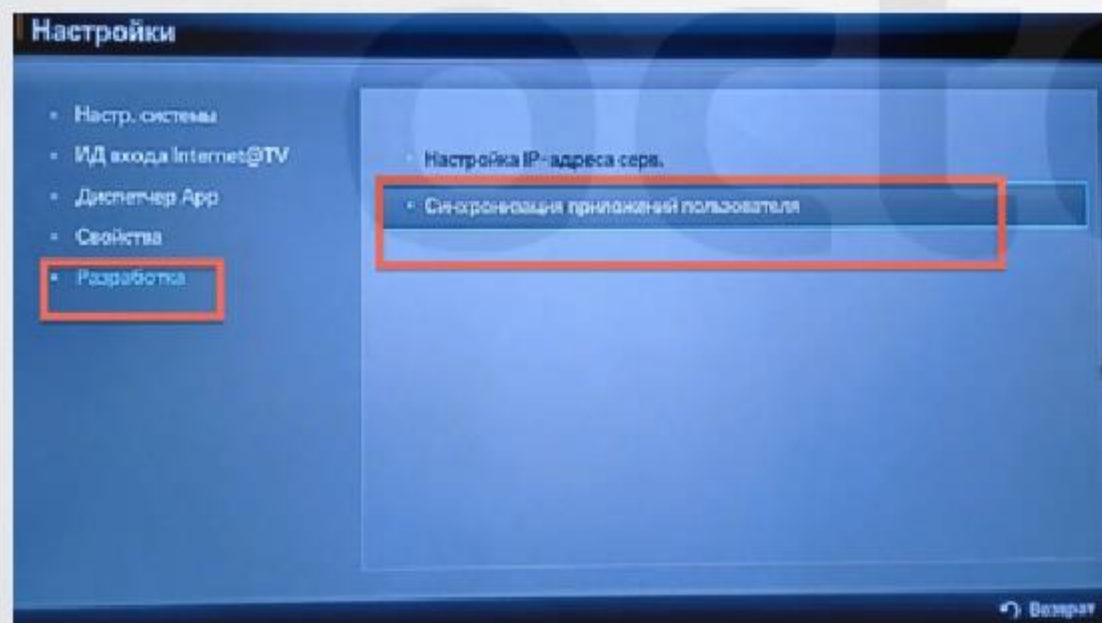 Настройки
Настр. системы
ИД входа Internet@TV
Диспетчер App
Свойства
Разработка
Настройка IP-адреса серв.
Синхронизация приложений пользователя
Возврат